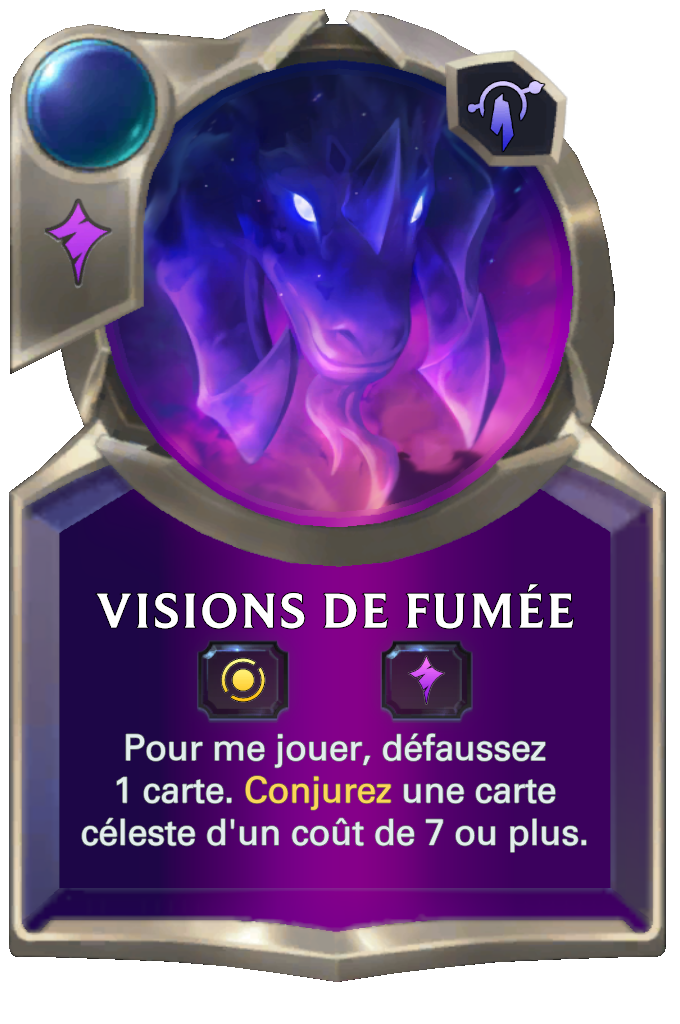 VISIONS DE FUMÉE
Pour me jouer, défaussez
1 carte. Conjurez une carte
céleste d'un coût de 7 ou plus.